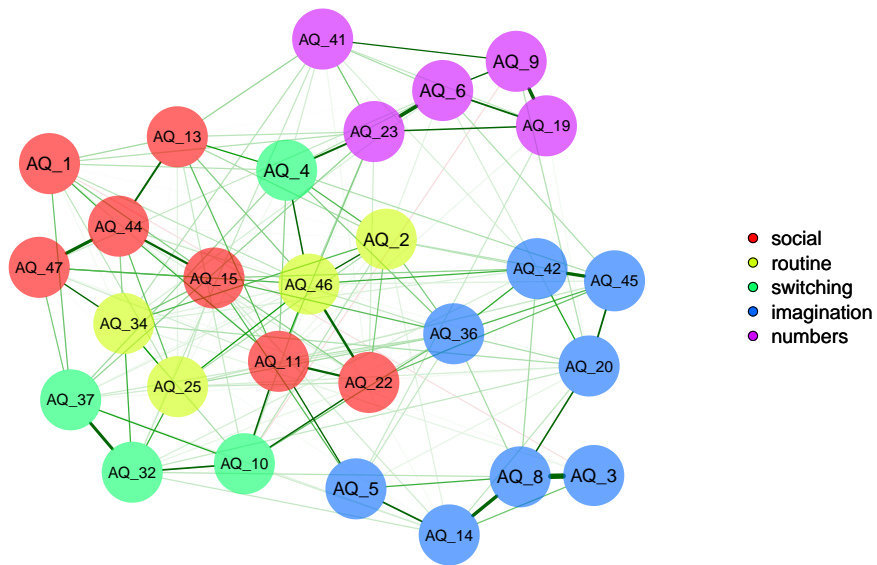 AQ_41
AQ_9
AQ_6
AQ_19
AQ_23
AQ_13
AQ_1
AQ_4
AQ_44
AQ_2
AQ_47
AQ_15
AQ_46
AQ_42
AQ_45
AQ_34
AQ_36
AQ_11
AQ_22
AQ_20
AQ_25
AQ_37
AQ_32
AQ_10
AQ_5
AQ_8
AQ_3
AQ_14
social
routine
switching
imagination
numbers